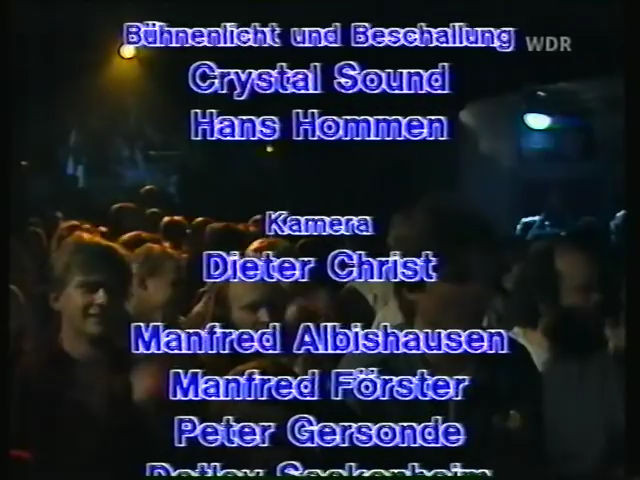 Bühnenlicht und Beschallung
WDR
Crystal Sound
Hans Hommen
Kamera
Dieter Christ
Manfred Albishausen
Manfred Förster
Peter Gersonde